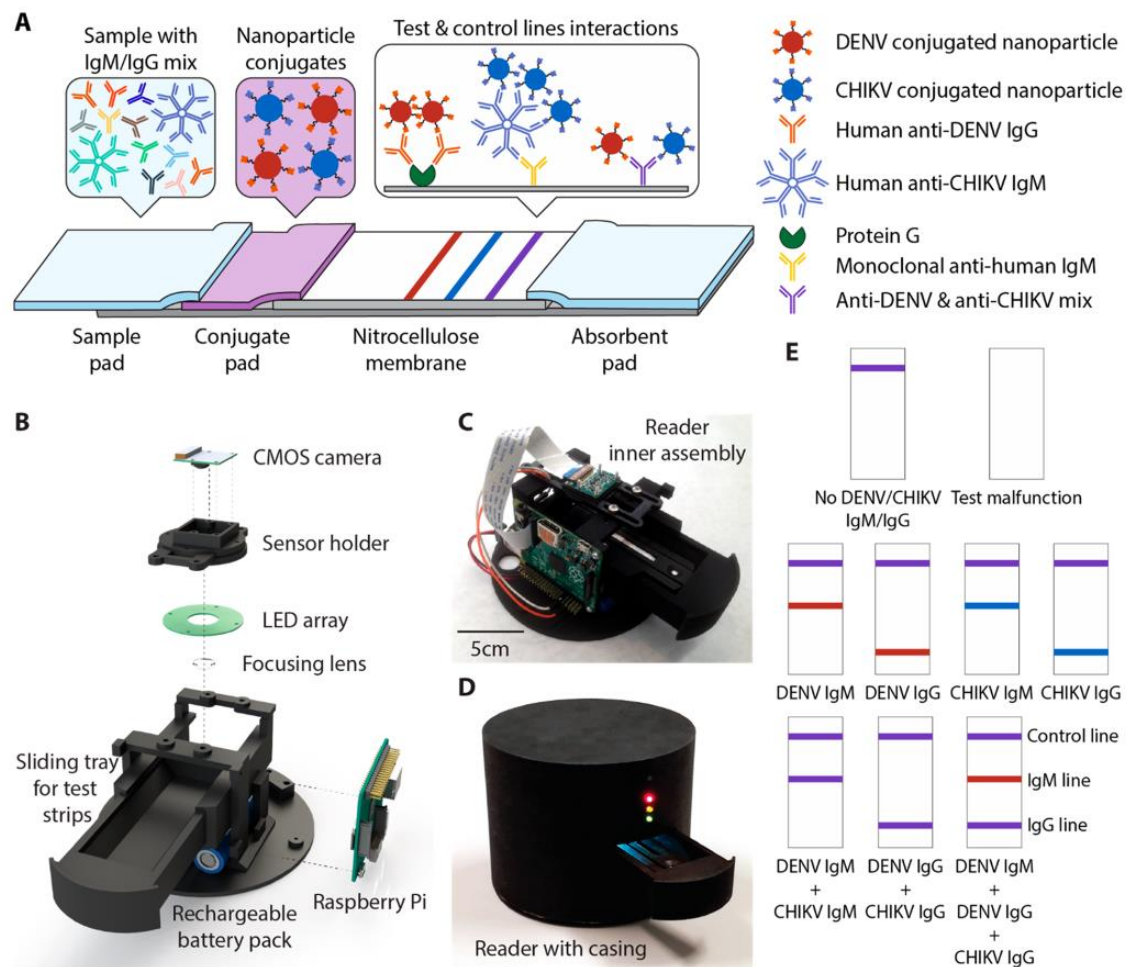 A
Sample with
IgM/IgG mix
Nanoparticle
conjugates
Test & control lines interactions
Sample
pad
Conjugate
pad
Nitrocellulose
membrane
Absorbent
pad
DENV conjugated nanoparticle
CHIKV conjugated nanoparticle
Human anti-DENV IgG
Human anti-CHIKV IgM
Protein G
Monoclonal anti-human IgM
Anti-DENV & anti-CHIKV mix
B
CMOS camera
Sensor holder
LED array
Focusing lens
Sliding tray
for test
strips
Rechargeable
battery pack
Raspberry Pi
C
Reader
inner assembly
5cm
D
Reader with casing
E
No DENV/CHIKV
IgM/IgG
Test malfunction
DENV IgM
DENV IgG
CHIKV IgM
CHIKV IgG
Control line
IgM line
IgG line
DENV IgM
+
CHIKV IgM
DENV IgG
+
CHIKV IgG
DENV IgM
+
DENV IgG
+
CHIKV IgG